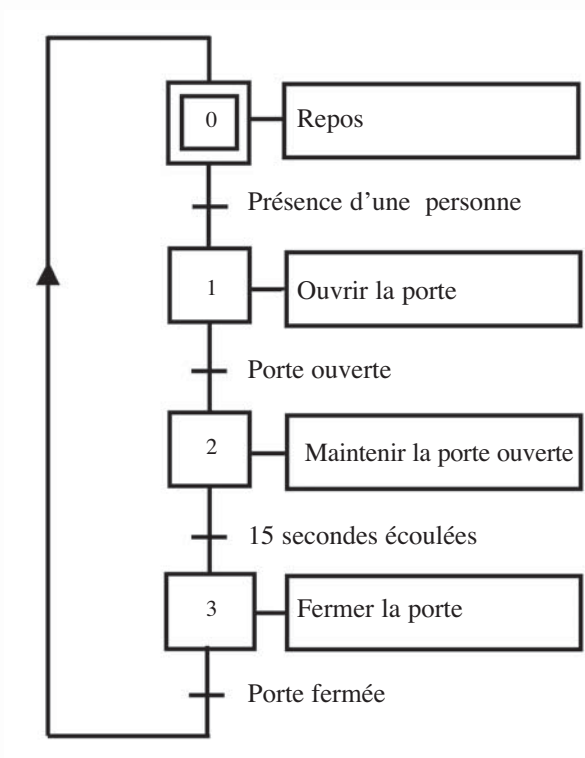 0
Repos
Présence d'une personne
1
Ouvrir la porte
Porte ouverte
2
Maintenir la porte ouverte
15 secondes écoulées
3
Fermer la porte
Porte fermée